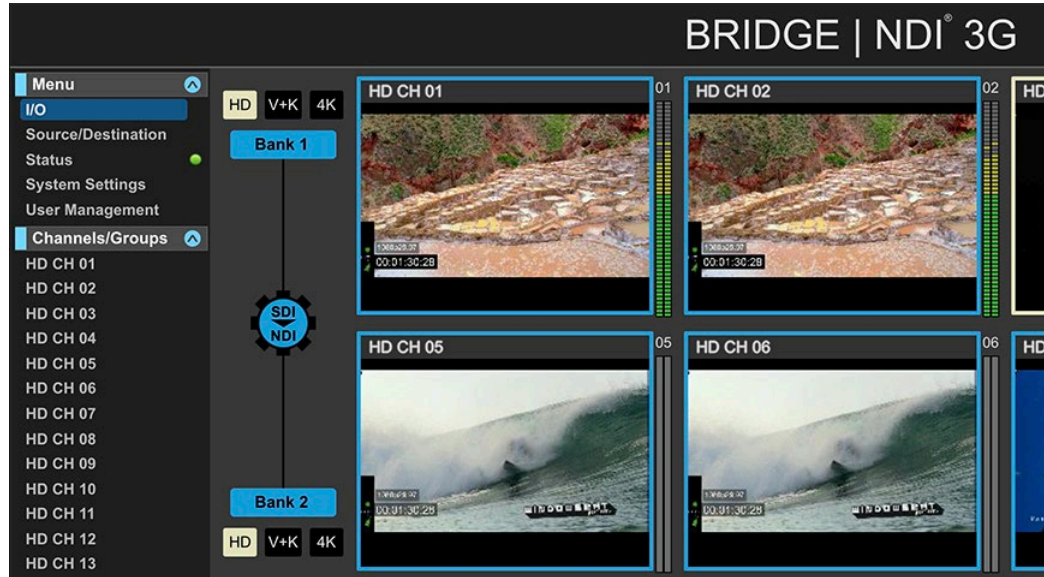 BRIDGE | NDI® 3G
Menu
I/O
Source/Destination
Status
System Settings
User Management
Channels/Groups
HD CH 01
HD CH 02
HD CH 03
HD CH 04
HD CH 05
HD CH 06
HD CH 07
HD CH 08
HD CH 09
HD CH 10
HD CH 11
HD CH 12
HD CH 13
HD V+K 4K
Bank 1
SDI
NDI
Bank 2
HD V+K 4K
HD CH 01 01
00:01:30:28
HD CH 02 02
00:01:30:28
HD
HD CH 05 05
00:01:30:28
HD CH 06 06
00:01:30:28
HD